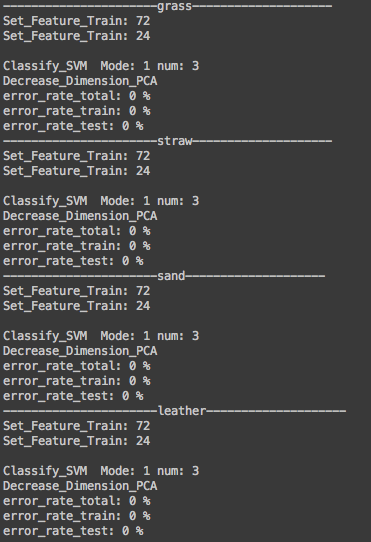 ----------------------grass--------------------
Set_Feature_Train: 72
Set_Feature_Train: 24
Classify_SVM  Mode: 1 num: 3
Decrease_Dimension_PCA
error_rate_total: 0 %
error_rate_train: 0 %
error_rate_test: 0 %
----------------------straw--------------------
Set_Feature_Train: 72
Set_Feature_Train: 24
Classify_SVM  Mode: 1 num: 3
Decrease_Dimension_PCA
error_rate_total: 0 %
error_rate_train: 0 %
error_rate_test: 0 %
----------------------sand--------------------
Set_Feature_Train: 72
Set_Feature_Train: 24
Classify_SVM  Mode: 1 num: 3
Decrease_Dimension_PCA
error_rate_total: 0 %
error_rate_train: 0 %
error_rate_test: 0 %
----------------------leather--------------------
Set_Feature_Train: 72
Set_Feature_Train: 24
Classify_SVM  Mode: 1 num: 3
Decrease_Dimension_PCA
error_rate_total: 0 %
error_rate_train: 0 %
error_rate_test: 0 %